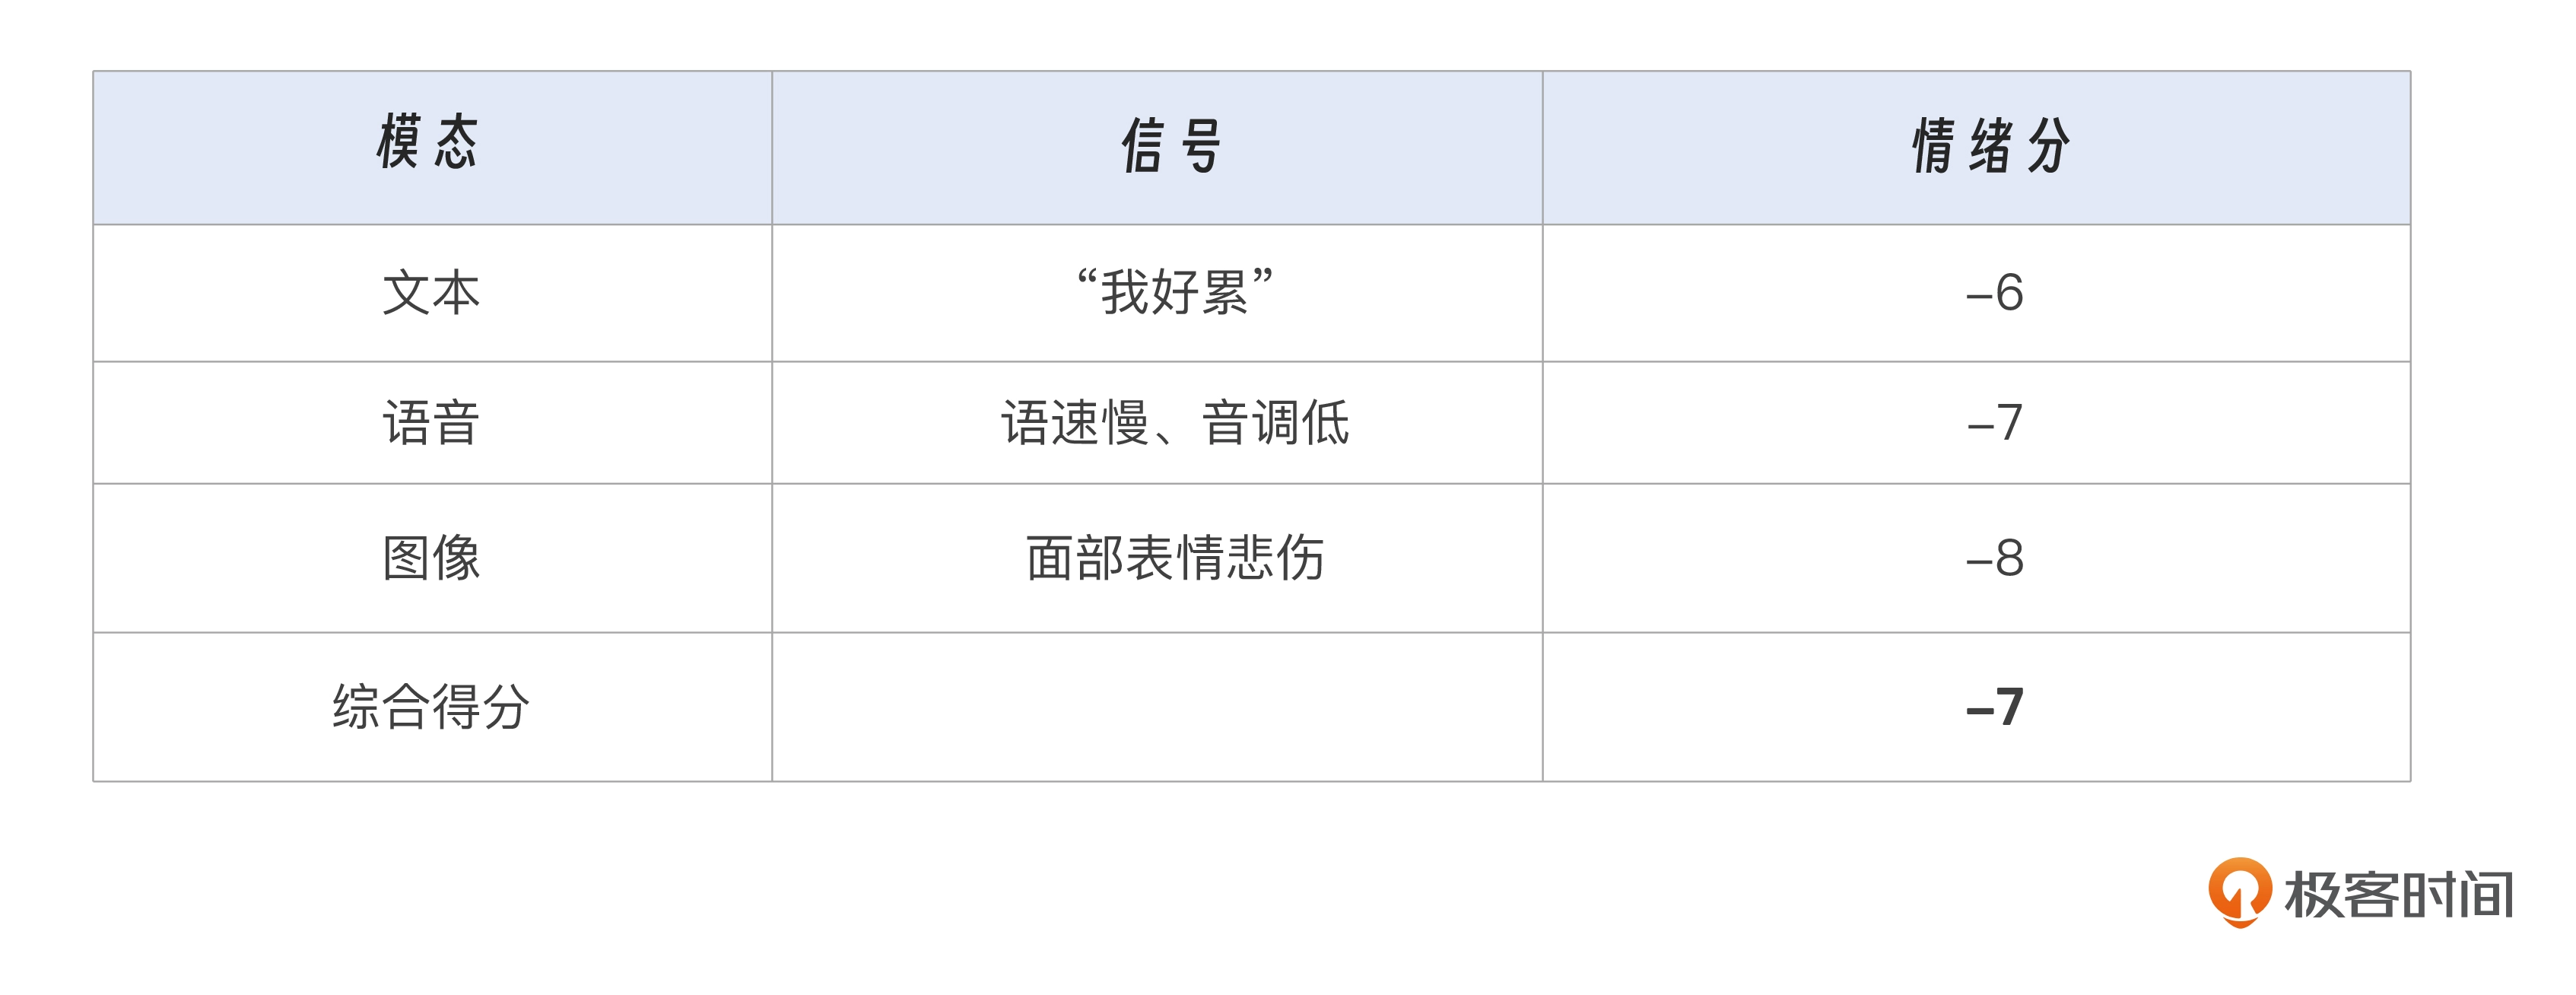 模态 信号 情绪分
文本 “我好累” –6
语音 语速慢、音调低 –7
图像 面部表情悲伤 –8
综合得分 –7
极客时间